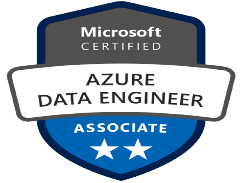 Microsoft
CERTIFIED
AZURE
DATA ENGINEER
ASSOCIATE